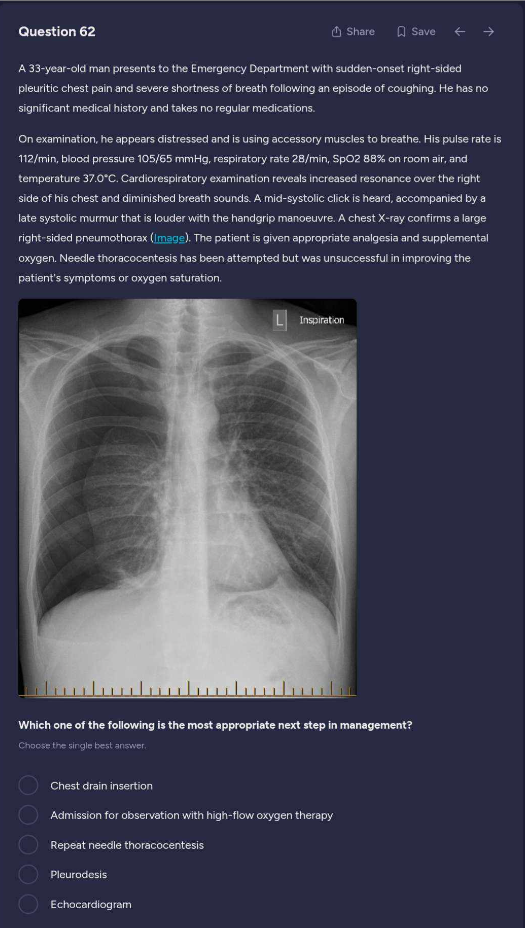 Question 62
Share
Save
A 33-year-old man presents to the Emergency Department with sudden-onset right-sided
pleuritic chest pain and severe shortness of breath following an episode of coughing. He has no
significant medical history and takes no regular medications.
On examination, he appears distressed and is using accessory muscles to breathe. His pulse rate is
112/min, blood pressure 105/65 mmHg, respiratory rate 28/min, SpO2 88% on room air, and
temperature 37.0°C. Cardiorespiratory examination reveals increased resonance over the right
side of his chest and diminished breath sounds. A mid-systolic click is heard, accompanied by a
late systolic murmur that is louder with the handgrip manoeuvre. A chest X-ray confirms a large
right-sided pneumothorax (Image). The patient is given appropriate analgesia and supplemental
oxygen. Needle thoracocentesis has been attempted but was unsuccessful in improving the
patient's symptoms or oxygen saturation.
L Inspiration
Which one of the following is the most appropriate next step in management?
Choose the single best answer.
Chest drain insertion
Admission for observation with high-flow oxygen therapy
Repeat needle thoracocentesis
Pleurodesis
Echocardiogram